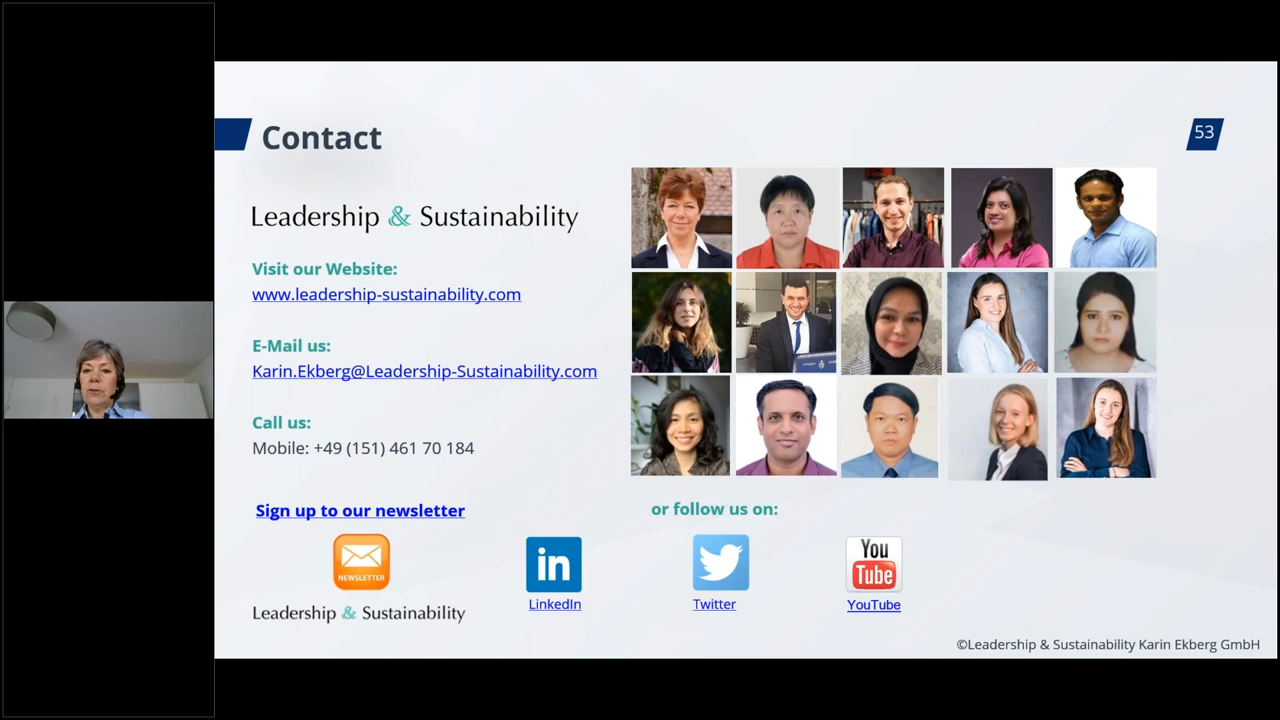 Contact
53
Leadership & Sustainability
Visit our Website:
www.leadership-sustainability.com
E-Mail us:
Karin.Ekberg@Leadership-Sustainability.com
Call us:
Mobile: +49 (151) 461 70 184
Sign up to our newsletter
or follow us on:
NEWSLETTER
in
You
Tube
Leadership & Sustainability
LinkedIn
Twitter
YouTube
©Leadership & Sustainability Karin Ekberg GmbH